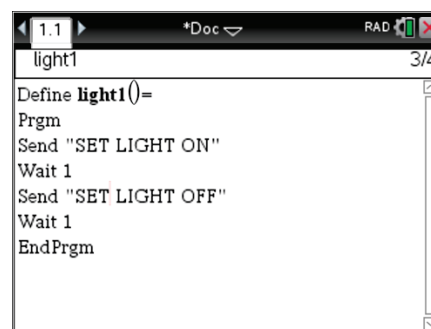 1.1 *Doc RAD
light1 3/4
Define light1()=
Prgm
Send "SET LIGHT ON"
Wait 1
Send "SET LIGHT OFF"
Wait 1
EndPrgm